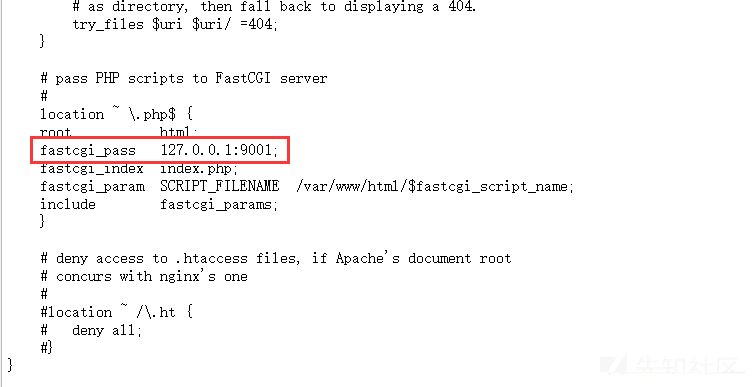 # as directory, then fall back to displaying a 404.
try_files $uri $uri/ =404;
}
# pass PHP scripts to FastCGI server
#
location ~ \.php$ {
root html;
fastcgi_pass 127.0.0.1:9001;
fastcgi_index index.php;
fastcgi_param SCRIPT_FILENAME /var/www/html/$fastcgi_script_name;
include fastcgi_params;
}
# deny access to .htaccess files, if Apache's document root
# concurs with nginx's one
#
#location ~ /\.ht {
# deny all;
#}
}
先知社区